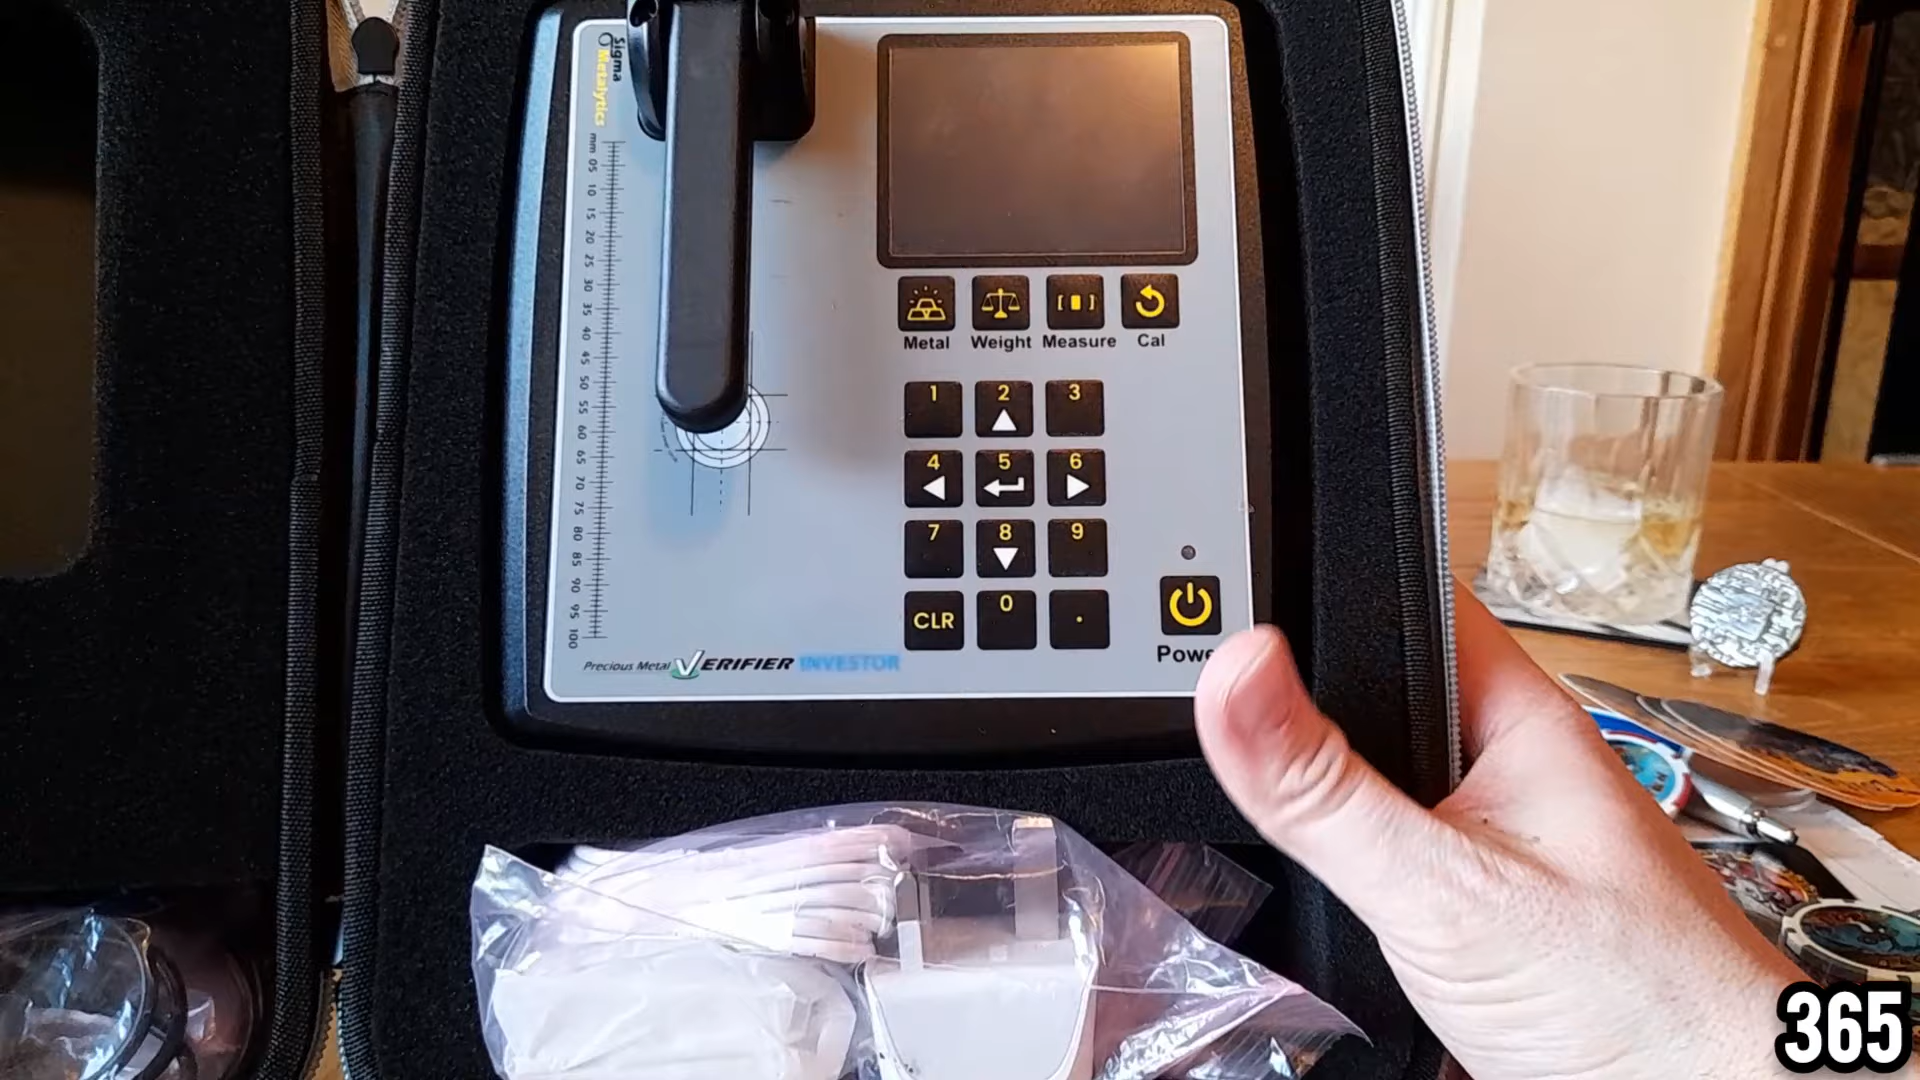 Sigma
Metalytics
mm 05 10 15 20 25 30 35 40 45 50 55 60 65 70 75 80 85 90 95 100
Metal Weight Measure Cal
1 2 3
4 5 6
7 8 9
CLR 0 .
Powe
Precious Metal VERIFIER INVESTOR
365